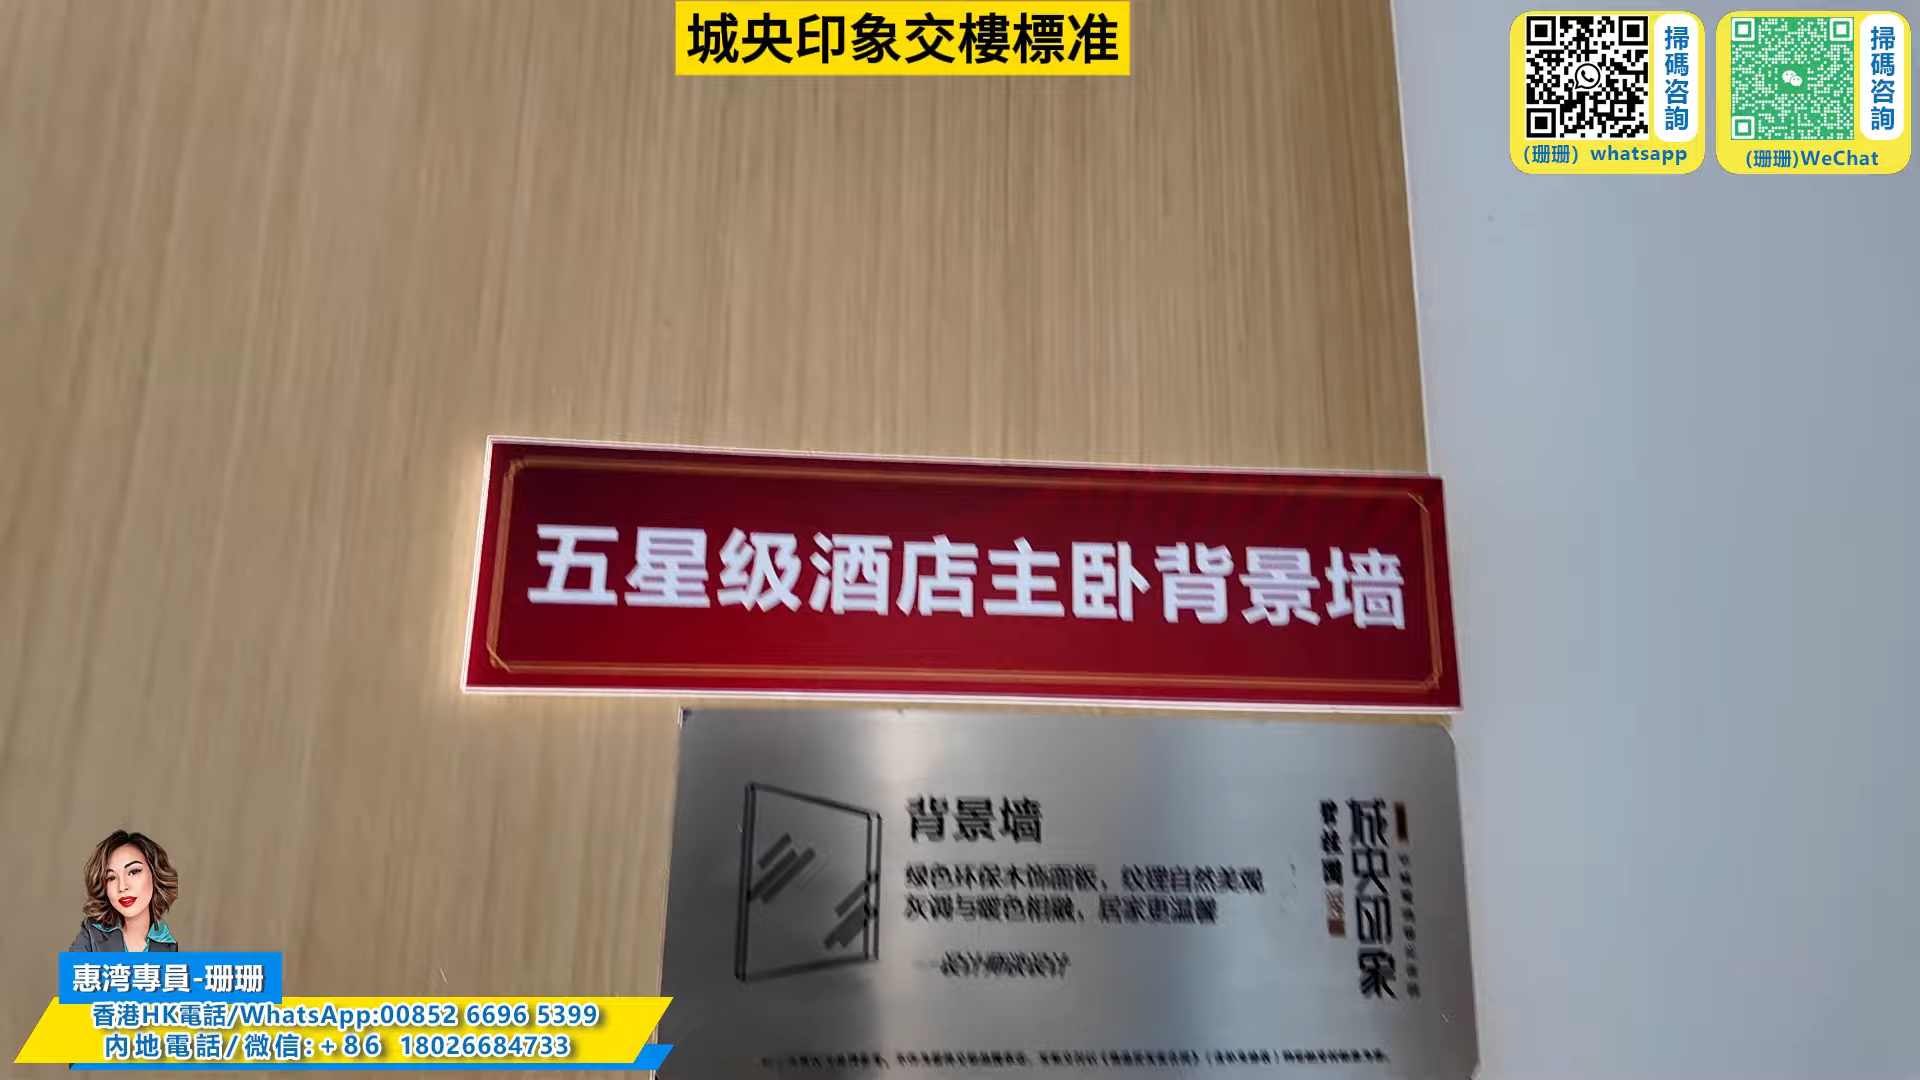 城央印象交樓標准
掃碼咨詢
(珊珊) whatsapp
掃碼咨詢
(珊珊)WeChat
五星级酒店主卧背景墙
背景墙
绿色环保木饰面板，纹理自然美观
灰调与暖色相融，居家更温馨
城央印象
碧桂园
惠湾專員-珊珊
香港HK電話/WhatsApp:00852 6696 5399
内地電話/微信:+86 18026684733